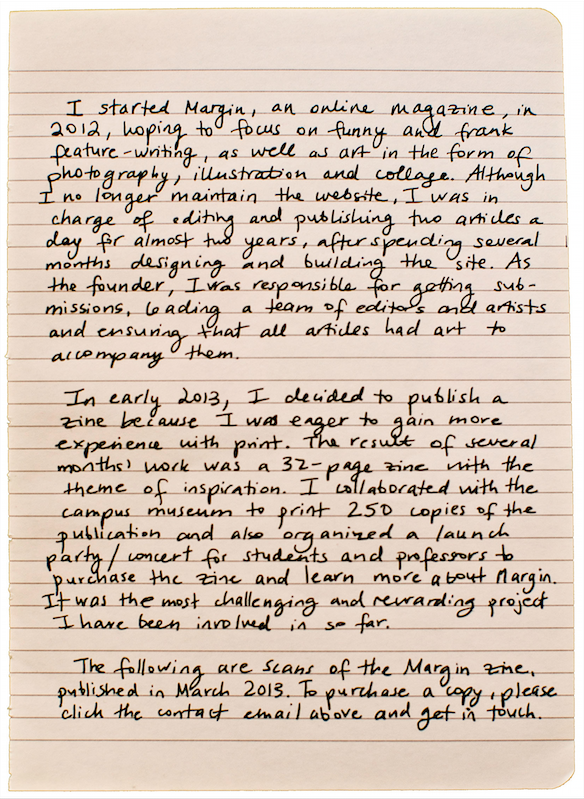 I started Margin, an online magazine, in
2012, hoping to focus on funny and frank
feature-writing, as well as art in the form of
photography, illustration and collage. Although
I no longer maintain the website, I was in
charge of editing and publishing two articles a
day for almost two years, after spending several
months designing and building the site. As
the founder, I was responsible for getting sub-
missions, leading a team of editors and artists
and ensuring that all articles had art to
accompany them.
In early 2013, I decided to publish a
zine because I was eager to gain more
experience with print. The result of several
months' work was a 32-page zine with the
theme of inspiration. I collaborated with the
campus museum to print 250 copies of the
publication and also organized a launch
party/concert for students and professors to
purchase the zine and learn more about Margin.
It was the most challenging and rewarding project
I have been involved in so far.
The following are scans of the Margin zine,
published in March 2013. To purchase a copy, please
click the contact email above and get in touch.